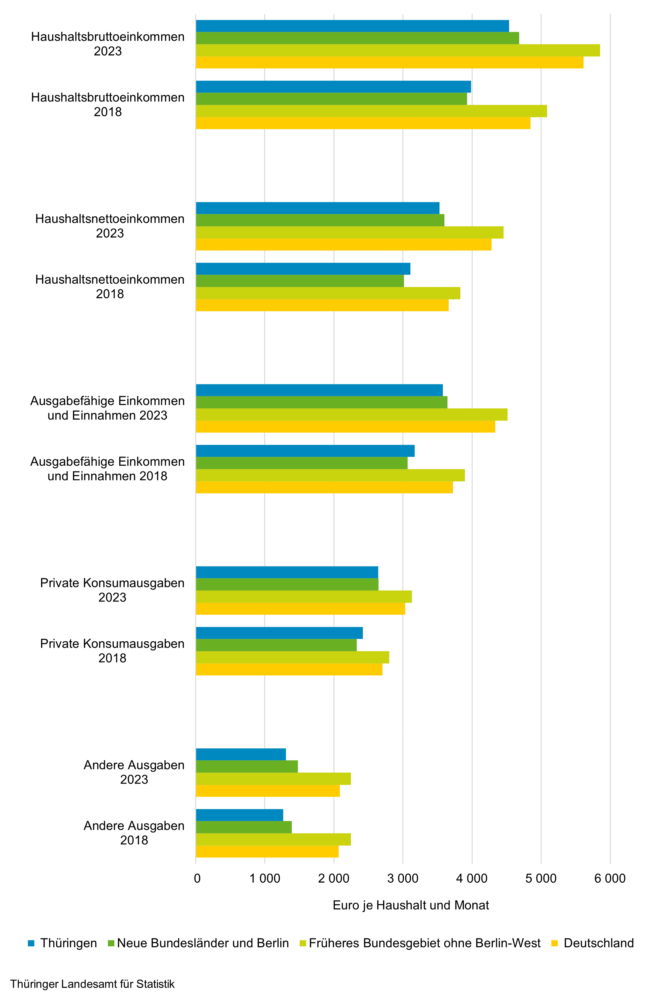 Haushaltsbruttoeinkommen
2023
Haushaltsbruttoeinkommen
2018
Haushaltsnettoeinkommen
2023
Haushaltsnettoeinkommen
2018
Ausgabefähige Einkommen
und Einnahmen 2023
Ausgabefähige Einkommen
und Einnahmen 2018
Private Konsumausgaben
2023
Private Konsumausgaben
2018
Andere Ausgaben
2023
Andere Ausgaben
2018
0 1 000 2 000 3 000 4 000 5 000 6 000
Euro je Haushalt und Monat
Thüringen Neue Bundesländer und Berlin Früheres Bundesgebiet ohne Berlin-West Deutschland
Thüringer Landesamt für Statistik